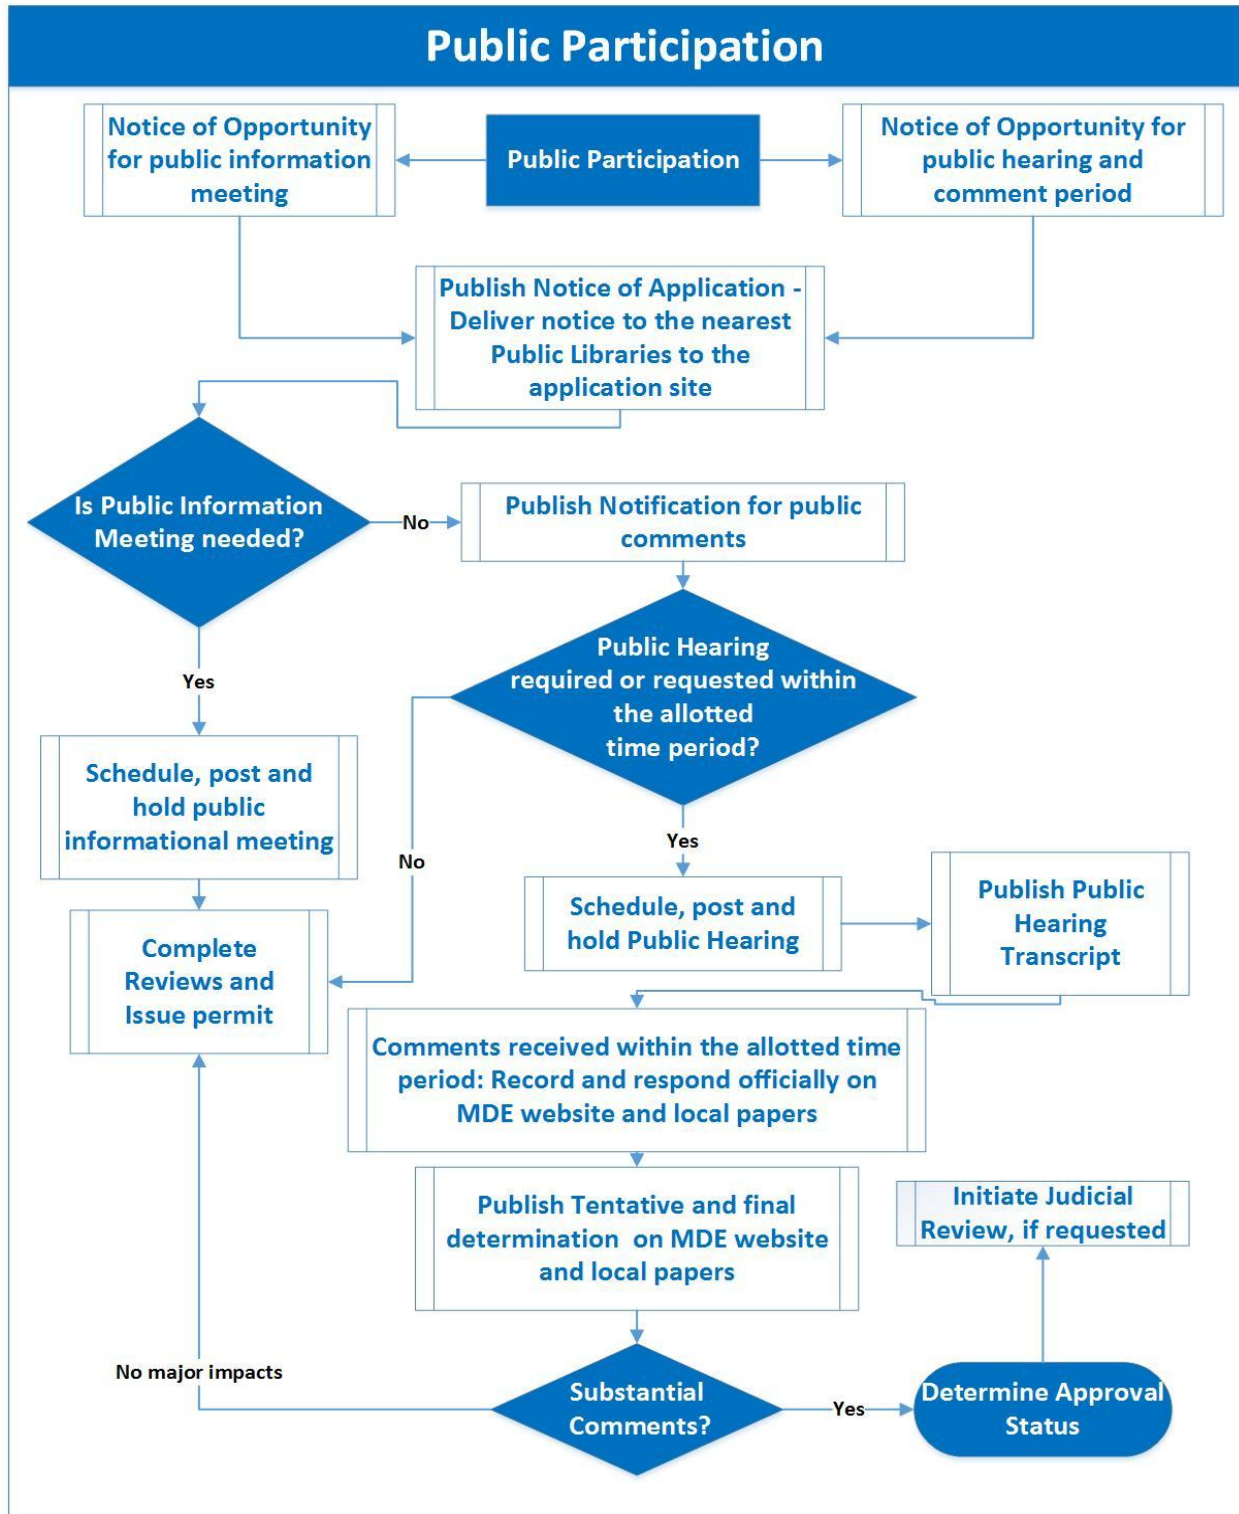 Public Participation
Notice of Opportunity
for public information
meeting
Public Participation
Notice of Opportunity for
public hearing and
comment period
Publish Notice of Application -
Deliver notice to the nearest
Public Libraries to the
application site
Is Public Information
Meeting needed?
No
Publish Notification for public
comments
Public Hearing
required or requested within
the allotted
time period?
Yes
Schedule, post and
hold public
informational meeting
No
Yes
Schedule, post and
hold Public Hearing
Publish Public
Hearing
Transcript
Complete
Reviews and
Issue permit
Comments received within the allotted time
period: Record and respond officially on
MDE website and local papers
Publish Tentative and final
determination on MDE website
and local papers
Initiate Judicial
Review, if requested
No major impacts
Substantial
Comments?
Yes
Determine Approval
Status